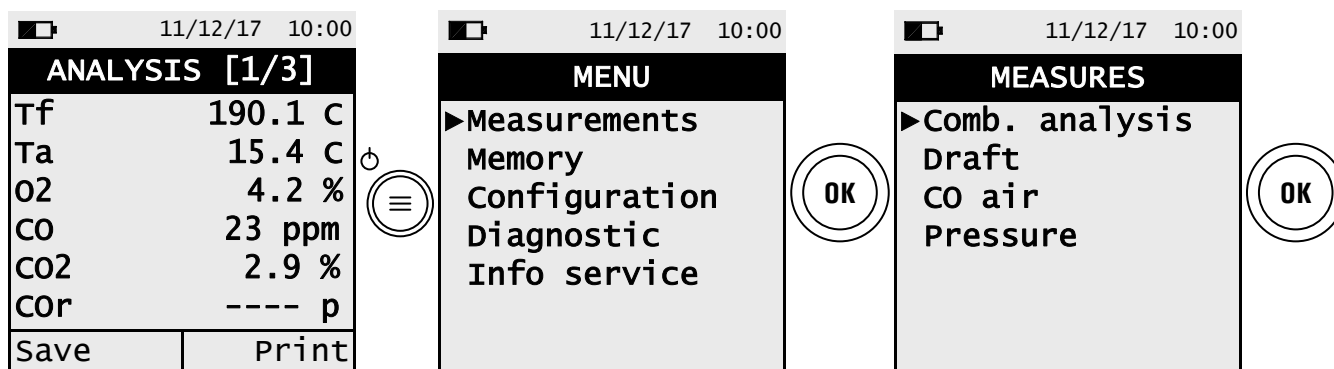 11/12/17 10:00
ANALYSIS [1/3]
Tf 190.1 C
Ta 15.4 C
O2 4.2 %
CO 23 ppm
CO2 2.9 %
COr ---- p
Save Print
11/12/17 10:00
MENU
▶Measurements
Memory
Configuration
Diagnostic
Info service
OK
11/12/17 10:00
MEASURES
▶Comb. analysis
Draft
CO air
Pressure
OK